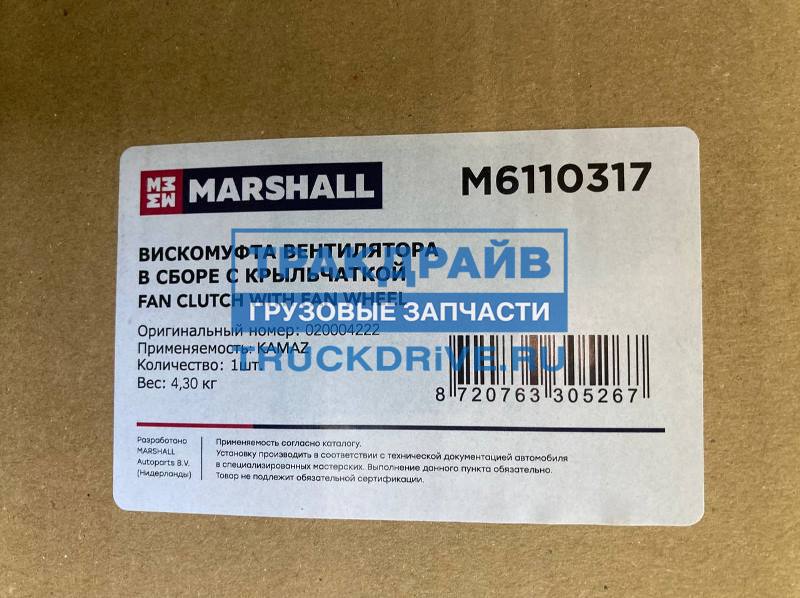 MARSHALL
M6110317
ВИСКОМУФТА ВЕНТИЛЯТОРА
В СБОРЕ С КРЫЛЬЧАТКОЙ
FAN CLUTCH WITH FAN WHEEL
ТРАКДРАЙВ
ГРУЗОВЫЕ ЗАПЧАСТИ
TRUCKDRiVE.RU
Оригинальный номер: 020004222
Применяемость: KAMAZ
Количество: 1шт.
Вес: 4,30 кг
8 720763 305267
Разработано
MARSHALL
Autoparts B.V.
(Нидерланды)
Применяемость согласно каталогу.
Установку производить в соответствии с технической документацией автомобиля
в специализированных мастерских. Выполнение данного пункта обязательно.
Товар не подлежит обязательной сертификации.